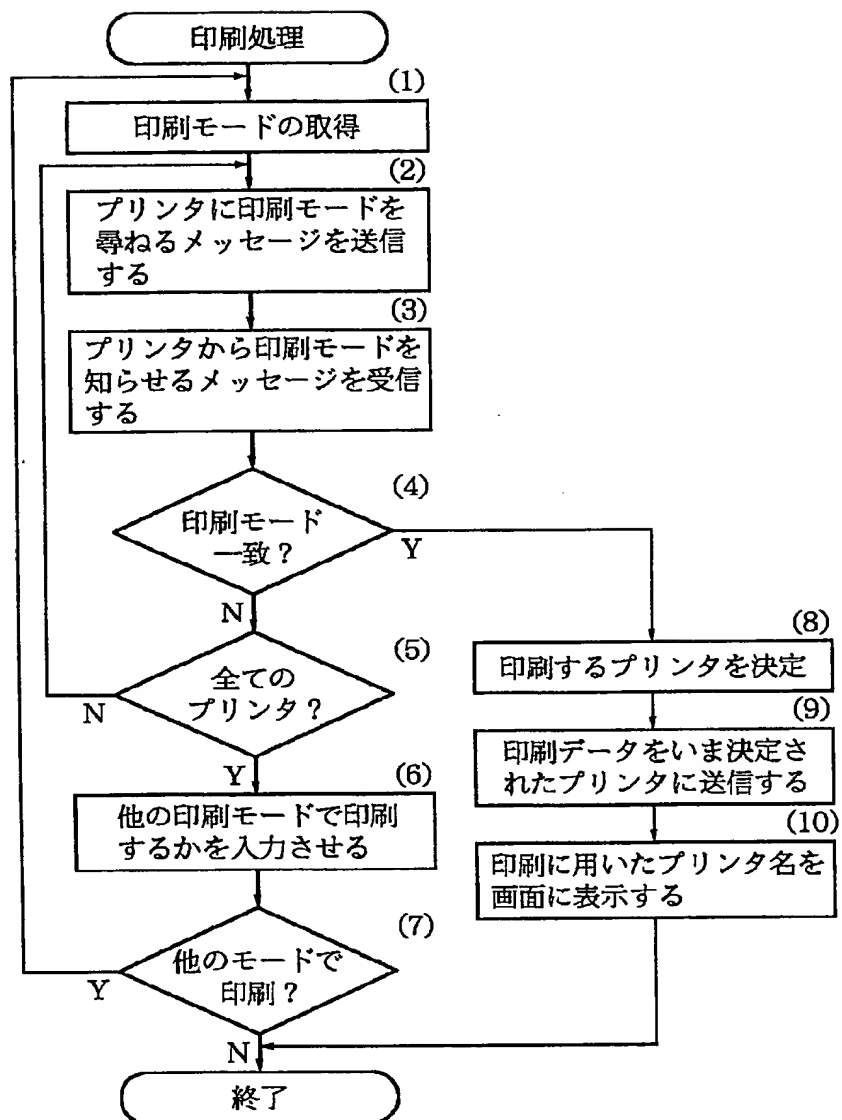 印刷処理
(1)
印刷モードの取得
(2)
プリンタに印刷モードを
尋ねるメッセージを送信
する
(3)
プリンタから印刷モードを
知らせるメッセージを受信
する
(4)
印刷モード
一致？
Y
N
(5)
全ての
プリンタ？
N
Y
(6)
他の印刷モードで印刷
するかを入力させる
(7)
他のモードで
印刷？
Y
N
(8)
印刷するプリンタを決定
(9)
印刷データをいま決定さ
れたプリンタに送信する
(10)
印刷に用いたプリンタ名を
画面に表示する
終了